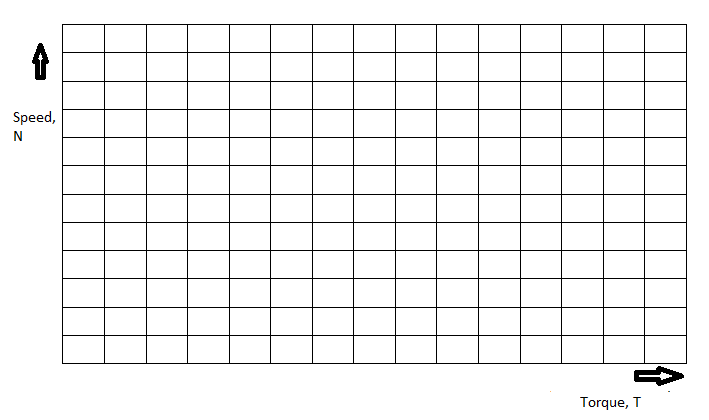 Speed,
N
Torque, T